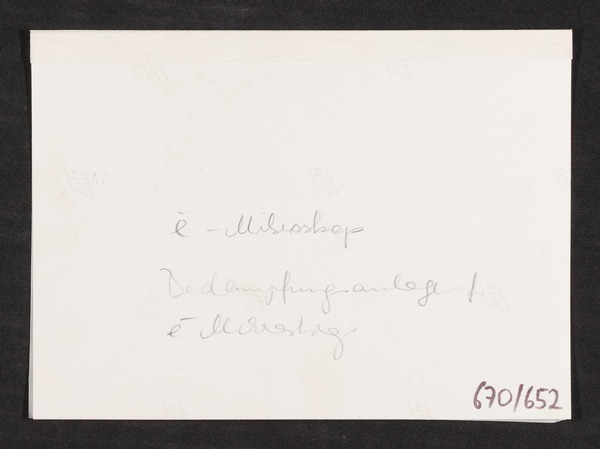 ē - Mikroskop
Bedampfungsanlage f.
ē Mikroskop
670/652